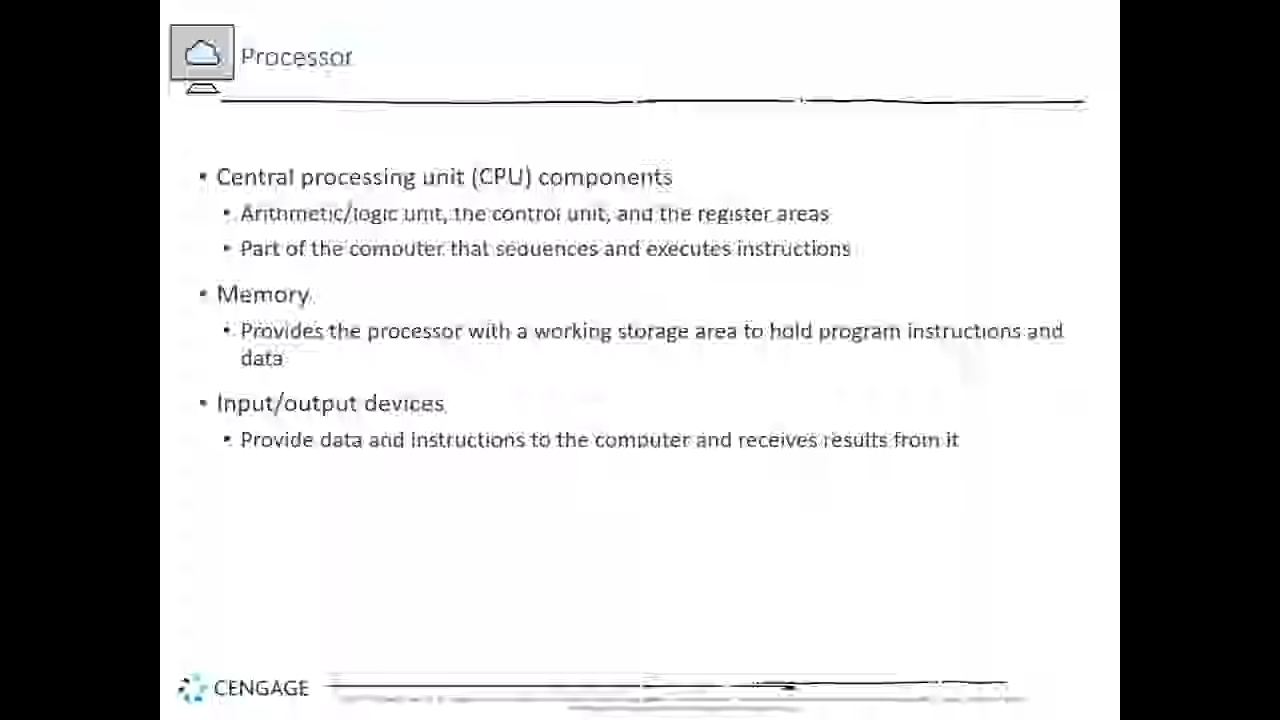 Processor
• Central processing unit (CPU) components
• Arithmetic/logic unit, the control unit, and the register areas
• Part of the computer that sequences and executes instructions
• Memory
• Provides the processor with a working storage area to hold program instructions and
data
• Input/output devices
• Provide data and instructions to the computer and receives results from it
CENGAGE